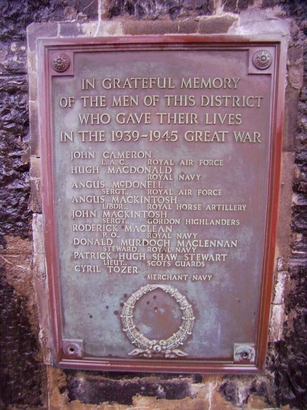 IN GRATEFUL MEMORY
OF THE MEN OF THIS DISTRICT
WHO GAVE THEIR LIVES
IN THE 1939-1945 GREAT WAR
JOHN CAMERON
L.A.C. ROYAL AIR FORCE
HUGH MACDONALD
ROYAL NAVY
ANGUS MCDONELL
SERGT. ROYAL AIR FORCE
ANGUS MACKINTOSH
L/BDR. ROYAL HORSE ARTILLERY
JOHN MACKINTOSH
SERGT. GORDON HIGHLANDERS
RODERICK MACLEAN
P.O. ROYAL NAVY
DONALD MURDOCH MACLENNAN
STEWARD ROYAL NAVY
PATRICK HUGH SHAW STEWART
LIEUT. SCOTS GUARDS
CYRIL TOZER
MERCHANT NAVY